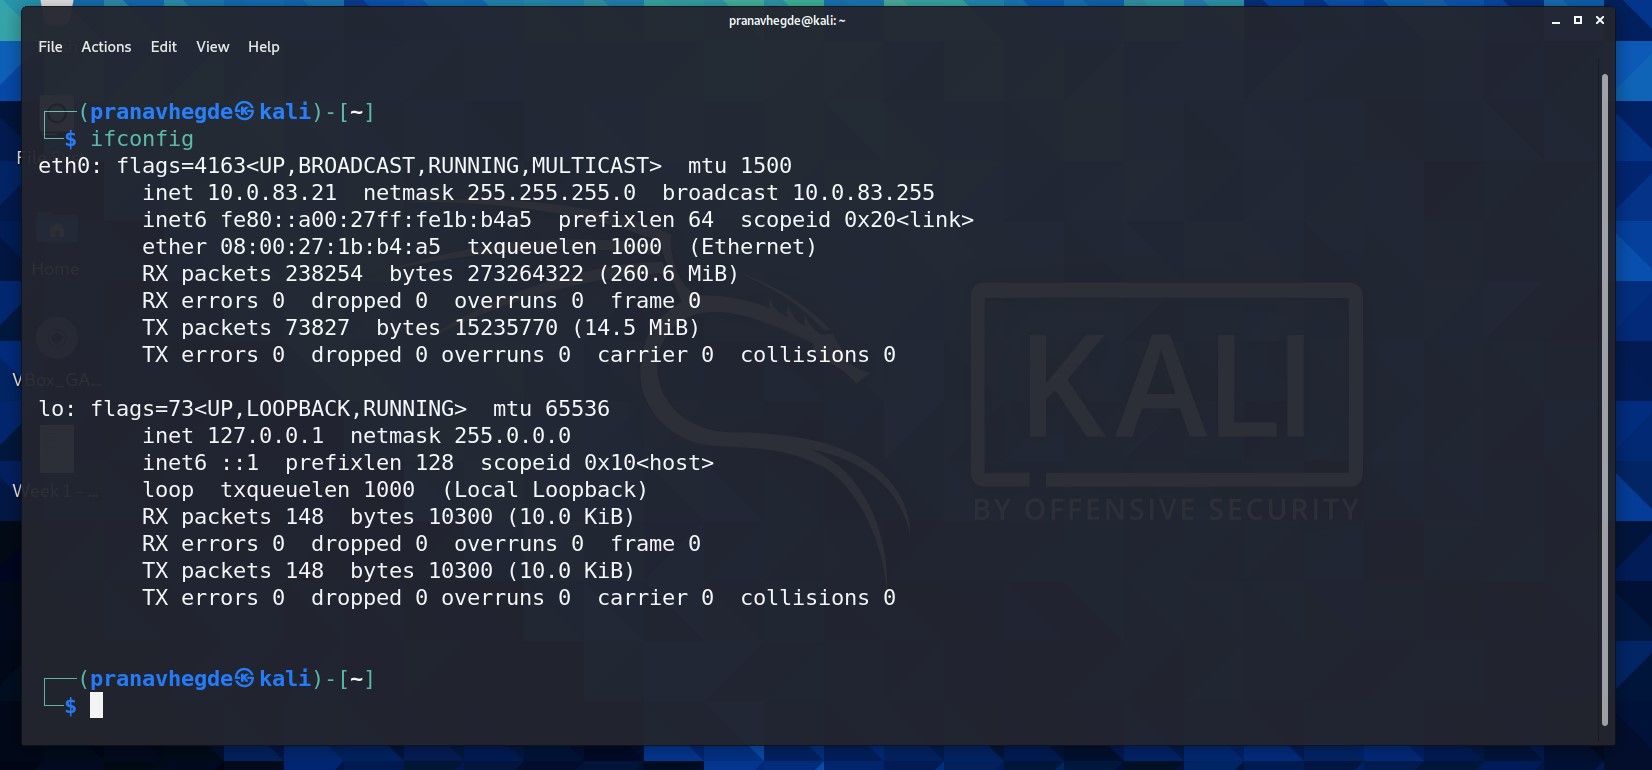 pranavhegde@kali: ~
File Actions Edit View Help
┌──(pranavhegde㉿kali)-[~]
└─$ ifconfig
eth0: flags=4163<UP,BROADCAST,RUNNING,MULTICAST>  mtu 1500
        inet 10.0.83.21  netmask 255.255.255.0  broadcast 10.0.83.255
        inet6 fe80::a00:27ff:fe1b:b4a5  prefixlen 64  scopeid 0x20<link>
        ether 08:00:27:1b:b4:a5  txqueuelen 1000  (Ethernet)
        RX packets 238254  bytes 273264322 (260.6 MiB)
        RX errors 0  dropped 0  overruns 0  frame 0
        TX packets 73827  bytes 15235770 (14.5 MiB)
        TX errors 0  dropped 0 overruns 0  carrier 0  collisions 0
lo: flags=73<UP,LOOPBACK,RUNNING>  mtu 65536
        inet 127.0.0.1  netmask 255.0.0.0
        inet6 ::1  prefixlen 128  scopeid 0x10<host>
        loop  txqueuelen 1000  (Local Loopback)
        RX packets 148  bytes 10300 (10.0 KiB)
        RX errors 0  dropped 0  overruns 0  frame 0
        TX packets 148  bytes 10300 (10.0 KiB)
        TX errors 0  dropped 0 overruns 0  carrier 0  collisions 0
┌──(pranavhegde㉿kali)-[~]
└─$
Home
VBox_GA...
Week 1 - ...
KALI
BY OFFENSIVE SECURITY